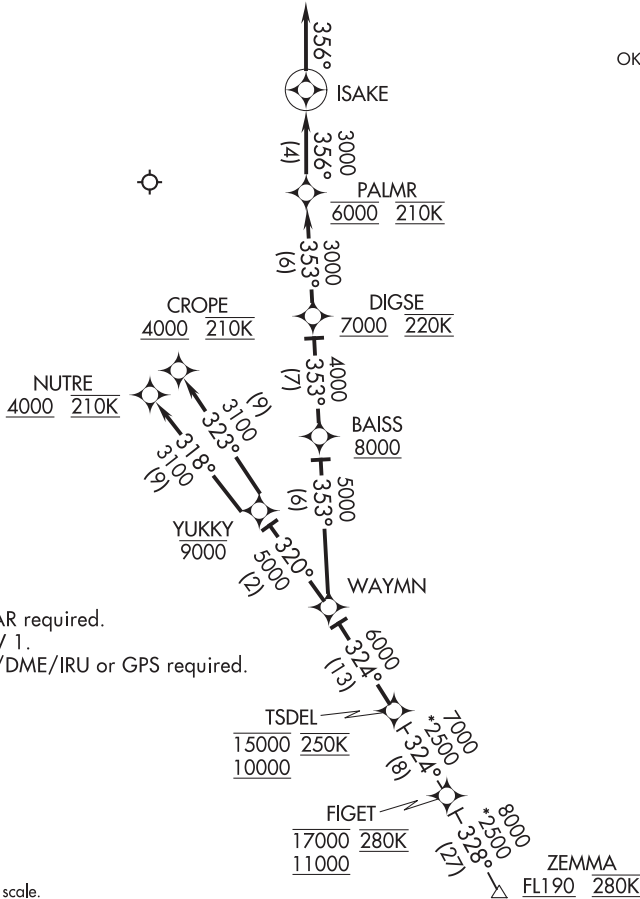 356°
OK
ISAKE
3000
356°
(4)
PALMR
6000 210K
3000
353°
(6)
CROPE
4000 210K
DIGSE
7000 220K
NUTRE
4000 210K
4000
353°
(7)
(9)
3100
323°
318°
3100
(9)
BAISS
8000
5000
353°
(6)
YUKKY
9000
320°
5000
(2)
WAYMN
AR required.
/ 1.
/DME/IRU or GPS required.
6000
324°
(13)
TSDEL
15000 250K
10000
7000
*2500
324°
(8)
FIGET
17000 280K
11000
8000
*2500
328°
(27)
ZEMMA
FL190 280K
scale.